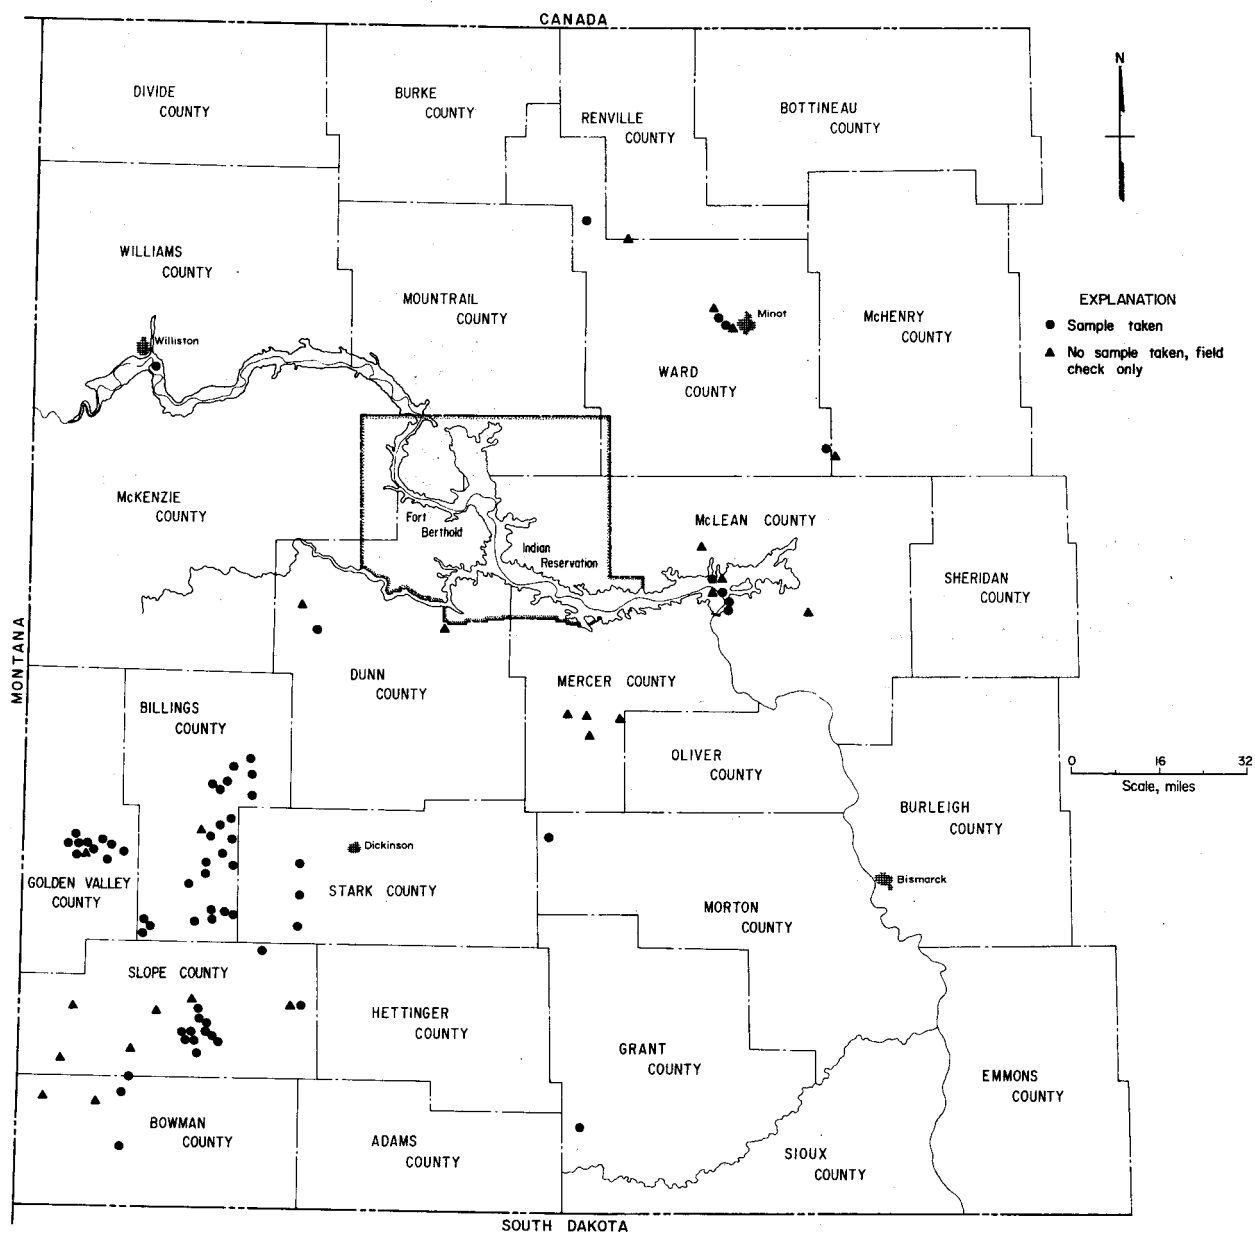 CANADA
N
DIVIDE
COUNTY
BURKE
COUNTY
RENVILLE
COUNTY
BOTTINEAU
COUNTY
WILLIAMS
COUNTY
MOUNTRAIL
COUNTY
Williston
Minot
WARD
COUNTY
McHENRY
COUNTY
EXPLANATION
Sample taken
No sample taken, field
check only
McKENZIE
COUNTY
Fort
Berthold
Indian
Reservation
McLEAN COUNTY
SHERIDAN
COUNTY
MONTANA
DUNN
COUNTY
MERCER COUNTY
BILLINGS
COUNTY
OLIVER
COUNTY
0 16 32
Scale, miles
BURLEIGH
COUNTY
Dickinson
STARK COUNTY
GOLDEN VALLEY
COUNTY
Bismarck
MORTON
COUNTY
SLOPE COUNTY
HETTINGER
COUNTY
GRANT
COUNTY
EMMONS
COUNTY
BOWMAN
COUNTY
ADAMS
COUNTY
SIOUX
COUNTY
SOUTH DAKOTA